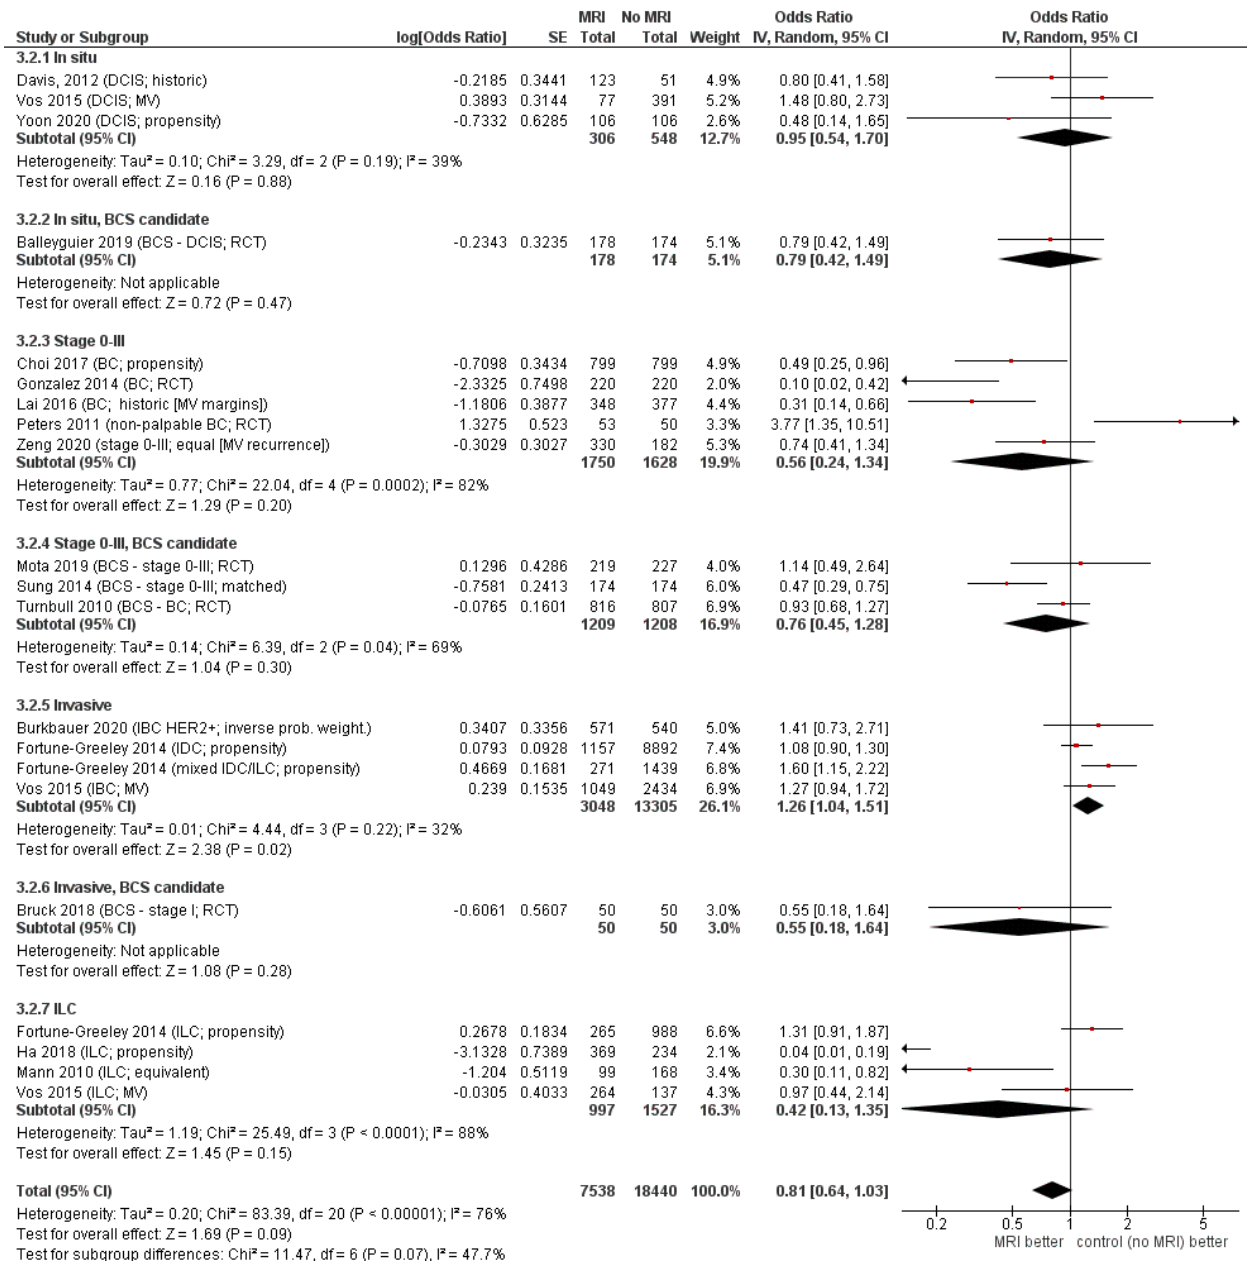 MRI No MRI Odds Ratio Odds Ratio
Study or Subgroup log[Odds Ratio] SE Total Total Weight IV, Random, 95% CI IV, Random, 95% CI
3.2.1 In situ
Davis, 2012 (DCIS; historic) -0.2185 0.3441 123 51 4.9% 0.80 [0.41, 1.58]
Vos 2015 (DCIS; MV) 0.3893 0.3144 77 391 5.2% 1.48 [0.80, 2.73]
Yoon 2020 (DCIS; propensity) -0.7332 0.6285 106 106 2.6% 0.48 [0.14, 1.65]
Subtotal (95% CI) 306 548 12.7% 0.95 [0.54, 1.70]
Heterogeneity: Tau² = 0.10; Chi² = 3.29, df = 2 (P = 0.19); I² = 39%
Test for overall effect: Z = 0.16 (P = 0.88)
3.2.2 In situ, BCS candidate
Balleyguier 2019 (BCS - DCIS; RCT) -0.2343 0.3235 178 174 5.1% 0.79 [0.42, 1.49]
Subtotal (95% CI) 178 174 5.1% 0.79 [0.42, 1.49]
Heterogeneity: Not applicable
Test for overall effect: Z = 0.72 (P = 0.47)
3.2.3 Stage 0-III
Choi 2017 (BC; propensity) -0.7098 0.3434 799 799 4.9% 0.49 [0.25, 0.96]
Gonzalez 2014 (BC; RCT) -2.3325 0.7498 220 220 2.0% 0.10 [0.02, 0.42]
Lai 2016 (BC; historic [MV margins]) -1.1806 0.3877 348 377 4.4% 0.31 [0.14, 0.66]
Peters 2011 (non-palpable BC; RCT) 1.3275 0.523 53 50 3.3% 3.77 [1.35, 10.51]
Zeng 2020 (stage 0-III; equal [MV recurrence]) -0.3029 0.3027 330 182 5.3% 0.74 [0.41, 1.34]
Subtotal (95% CI) 1750 1628 19.9% 0.56 [0.24, 1.34]
Heterogeneity: Tau² = 0.77; Chi² = 22.04, df = 4 (P = 0.0002); I² = 82%
Test for overall effect: Z = 1.29 (P = 0.20)
3.2.4 Stage 0-III, BCS candidate
Mota 2019 (BCS - stage 0-III; RCT) 0.1296 0.4286 219 227 4.0% 1.14 [0.49, 2.64]
Sung 2014 (BCS - stage 0-III; matched) -0.7581 0.2413 174 174 6.0% 0.47 [0.29, 0.75]
Turnbull 2010 (BCS - BC; RCT) -0.0765 0.1601 816 807 6.9% 0.93 [0.68, 1.27]
Subtotal (95% CI) 1209 1208 16.9% 0.76 [0.45, 1.28]
Heterogeneity: Tau² = 0.14; Chi² = 6.39, df = 2 (P = 0.04); I² = 69%
Test for overall effect: Z = 1.04 (P = 0.30)
3.2.5 Invasive
Burkbauer 2020 (IBC HER2+; inverse prob. weight.) 0.3407 0.3356 571 540 5.0% 1.41 [0.73, 2.71]
Fortune-Greeley 2014 (IDC; propensity) 0.0793 0.0928 1157 8892 7.4% 1.08 [0.90, 1.30]
Fortune-Greeley 2014 (mixed IDC/ILC; propensity) 0.4669 0.1681 271 1439 6.8% 1.60 [1.15, 2.22]
Vos 2015 (IBC; MV) 0.239 0.1535 1049 2434 6.9% 1.27 [0.94, 1.72]
Subtotal (95% CI) 3048 13305 26.1% 1.26 [1.04, 1.51]
Heterogeneity: Tau² = 0.01; Chi² = 4.44, df = 3 (P = 0.22); I² = 32%
Test for overall effect: Z = 2.38 (P = 0.02)
3.2.6 Invasive, BCS candidate
Bruck 2018 (BCS - stage I; RCT) -0.6061 0.5607 50 50 3.0% 0.55 [0.18, 1.64]
Subtotal (95% CI) 50 50 3.0% 0.55 [0.18, 1.64]
Heterogeneity: Not applicable
Test for overall effect: Z = 1.08 (P = 0.28)
3.2.7 ILC
Fortune-Greeley 2014 (ILC; propensity) 0.2678 0.1834 265 988 6.6% 1.31 [0.91, 1.87]
Ha 2018 (ILC; propensity) -3.1328 0.7389 369 234 2.1% 0.04 [0.01, 0.19]
Mann 2010 (ILC; equivalent) -1.204 0.5119 99 168 3.4% 0.30 [0.11, 0.82]
Vos 2015 (ILC; MV) -0.0305 0.4033 264 137 4.3% 0.97 [0.44, 2.14]
Subtotal (95% CI) 997 1527 16.3% 0.42 [0.13, 1.35]
Heterogeneity: Tau² = 1.19; Chi² = 25.49, df = 3 (P < 0.0001); I² = 88%
Test for overall effect: Z = 1.45 (P = 0.15)
Total (95% CI) 7538 18440 100.0% 0.81 [0.64, 1.03]
Heterogeneity: Tau² = 0.20; Chi² = 83.39, df = 20 (P < 0.00001); I² = 76%
Test for overall effect: Z = 1.69 (P = 0.09)
Test for subgroup differences: Chi² = 11.47, df = 6 (P = 0.07), I² = 47.7%
0.2 0.5 1 2 5
MRI better control (no MRI) better